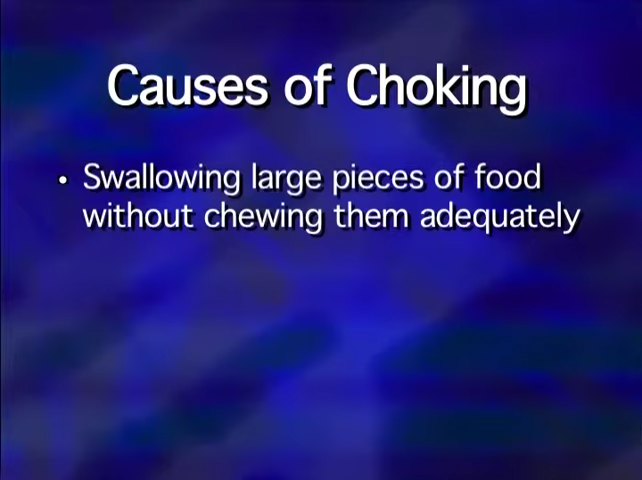 Causes of Choking
• Swallowing large pieces of food
without chewing them adequately